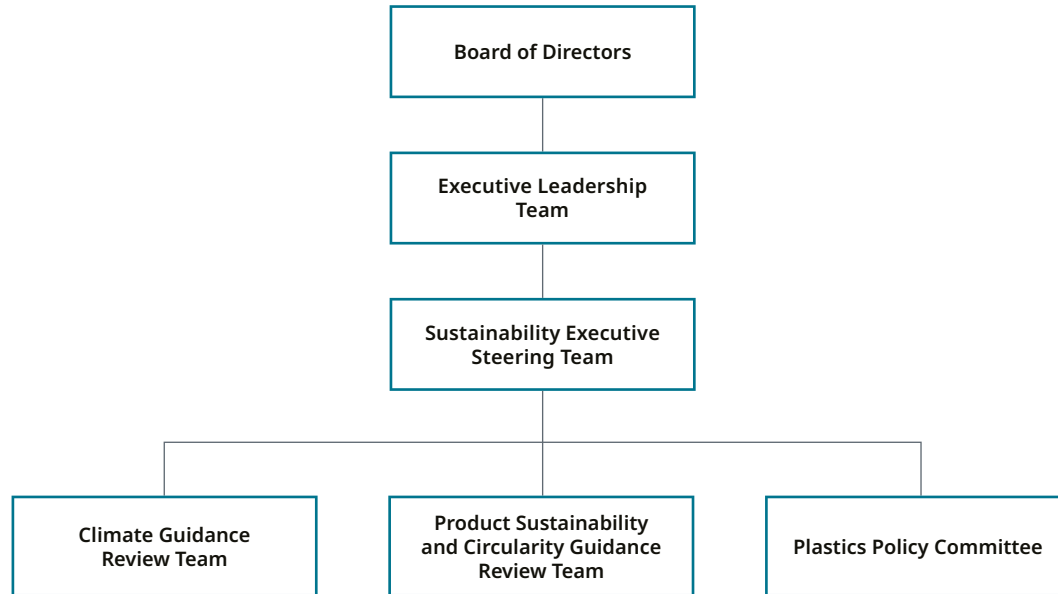 Board of Directors
Executive Leadership
Team
Sustainability Executive
Steering Team
Climate Guidance
Review Team
Product Sustainability
and Circularity Guidance
Review Team
Plastics Policy Committee